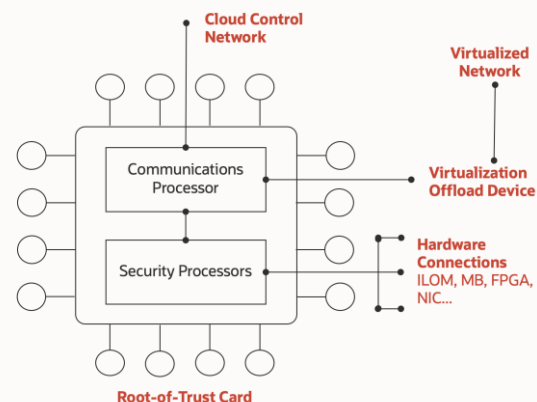 Cloud Control
Network
Virtualized
Network
Communications
Processor
Virtualization
Offload Device
Security Processors
Hardware
Connections
ILOM, MB, FPGA,
NIC...
Root-of-Trust Card